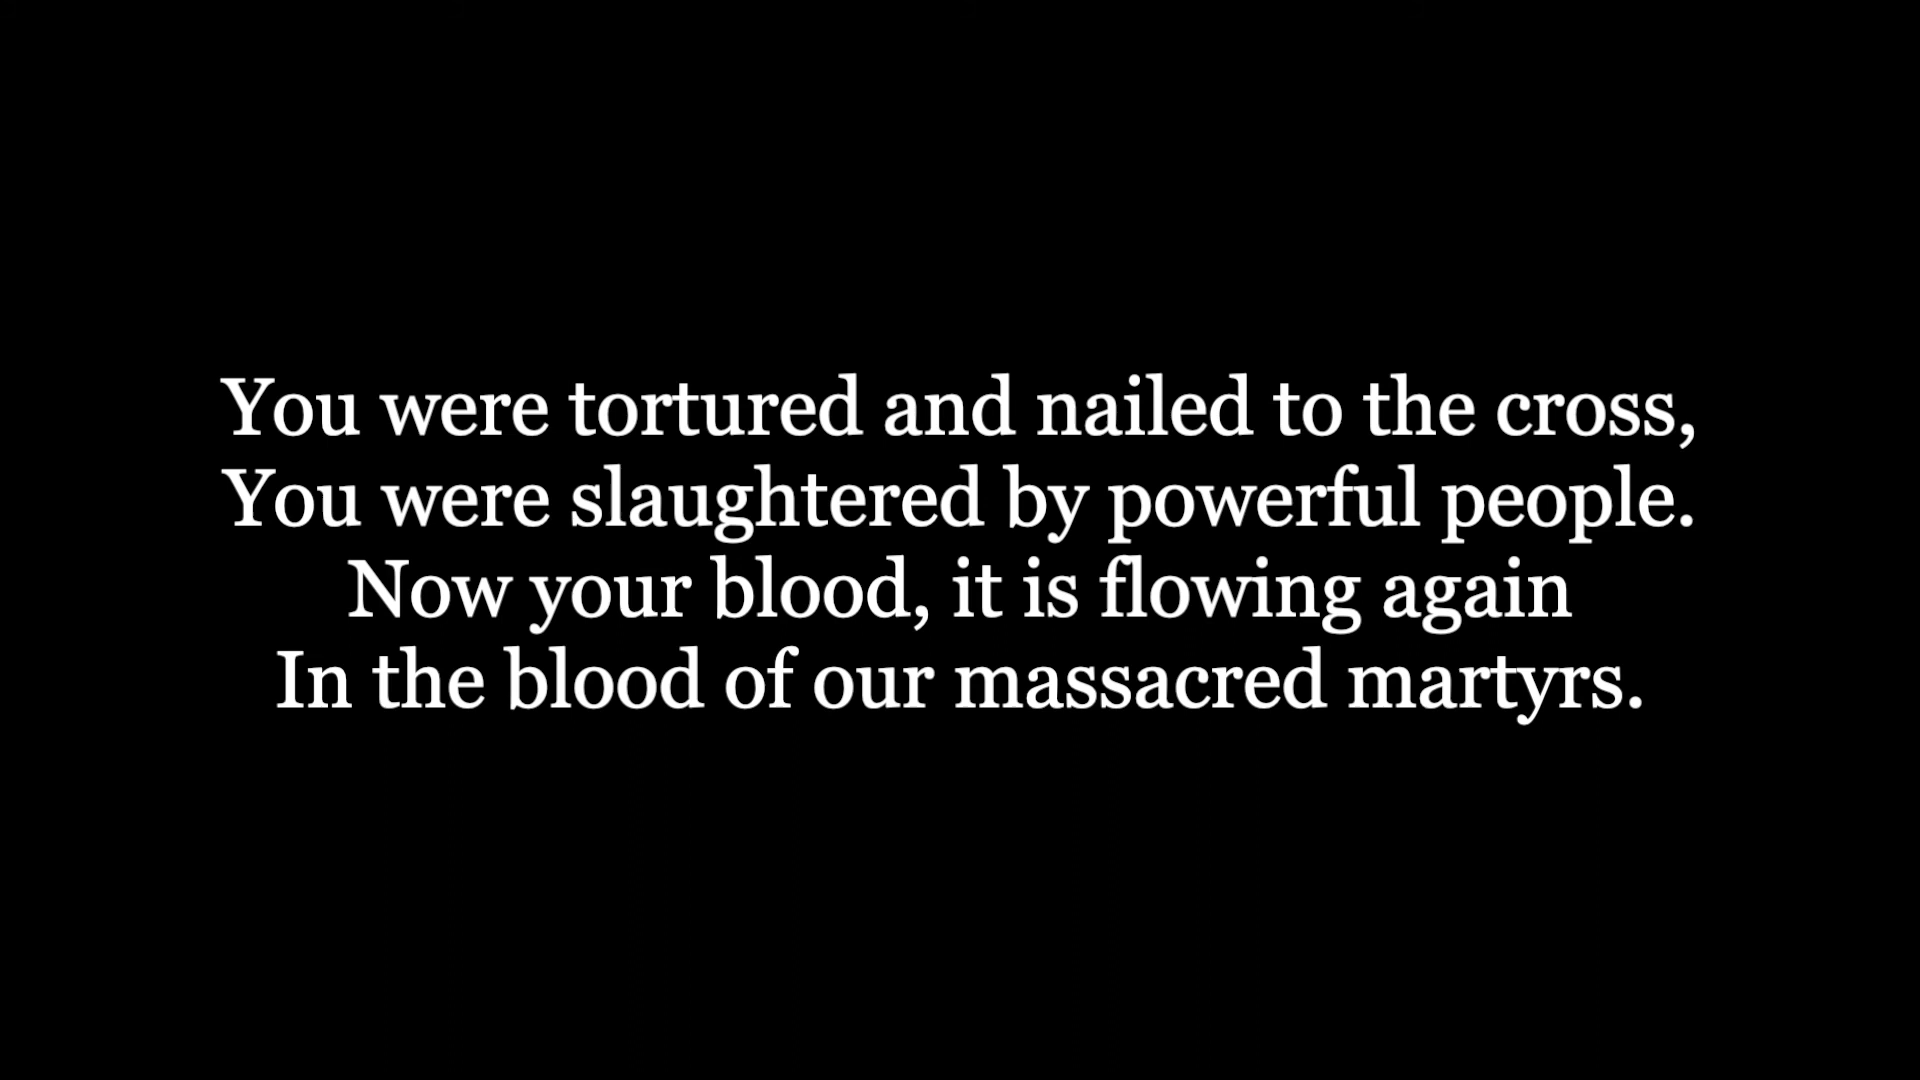 You were tortured and nailed to the cross,
You were slaughtered by powerful people.
Now your blood, it is flowing again
In the blood of our massacred martyrs.